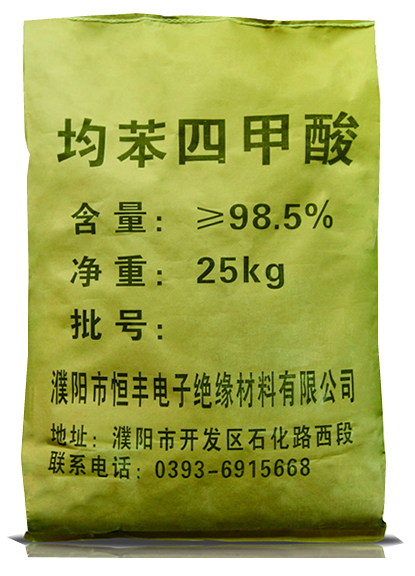 均苯四甲酸
含量：≥98.5%
净重：25kg
批号：
濮阳市恒丰电子绝缘材料有限公司
地址：濮阳市开发区石化路西段
联系电话：0393-6915668